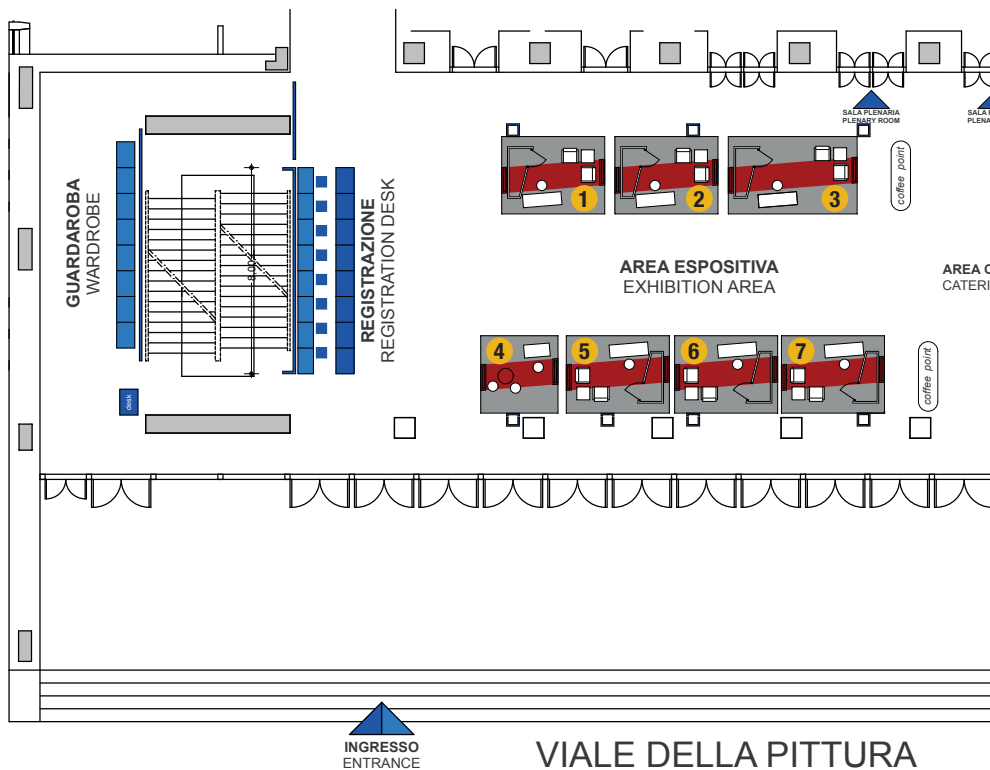 SALA PLENARIA
PLENARY ROOM
SALA P
PLENA
coffee point
1
2
3
GUARDAROBA
WARDROBE
REGISTRAZIONE
REGISTRATION DESK
AREA ESPOSITIVA
EXHIBITION AREA
AREA C
CATERI
4
5
6
7
coffee point
desk
INGRESSO
ENTRANCE
VIALE DELLA PITTURA